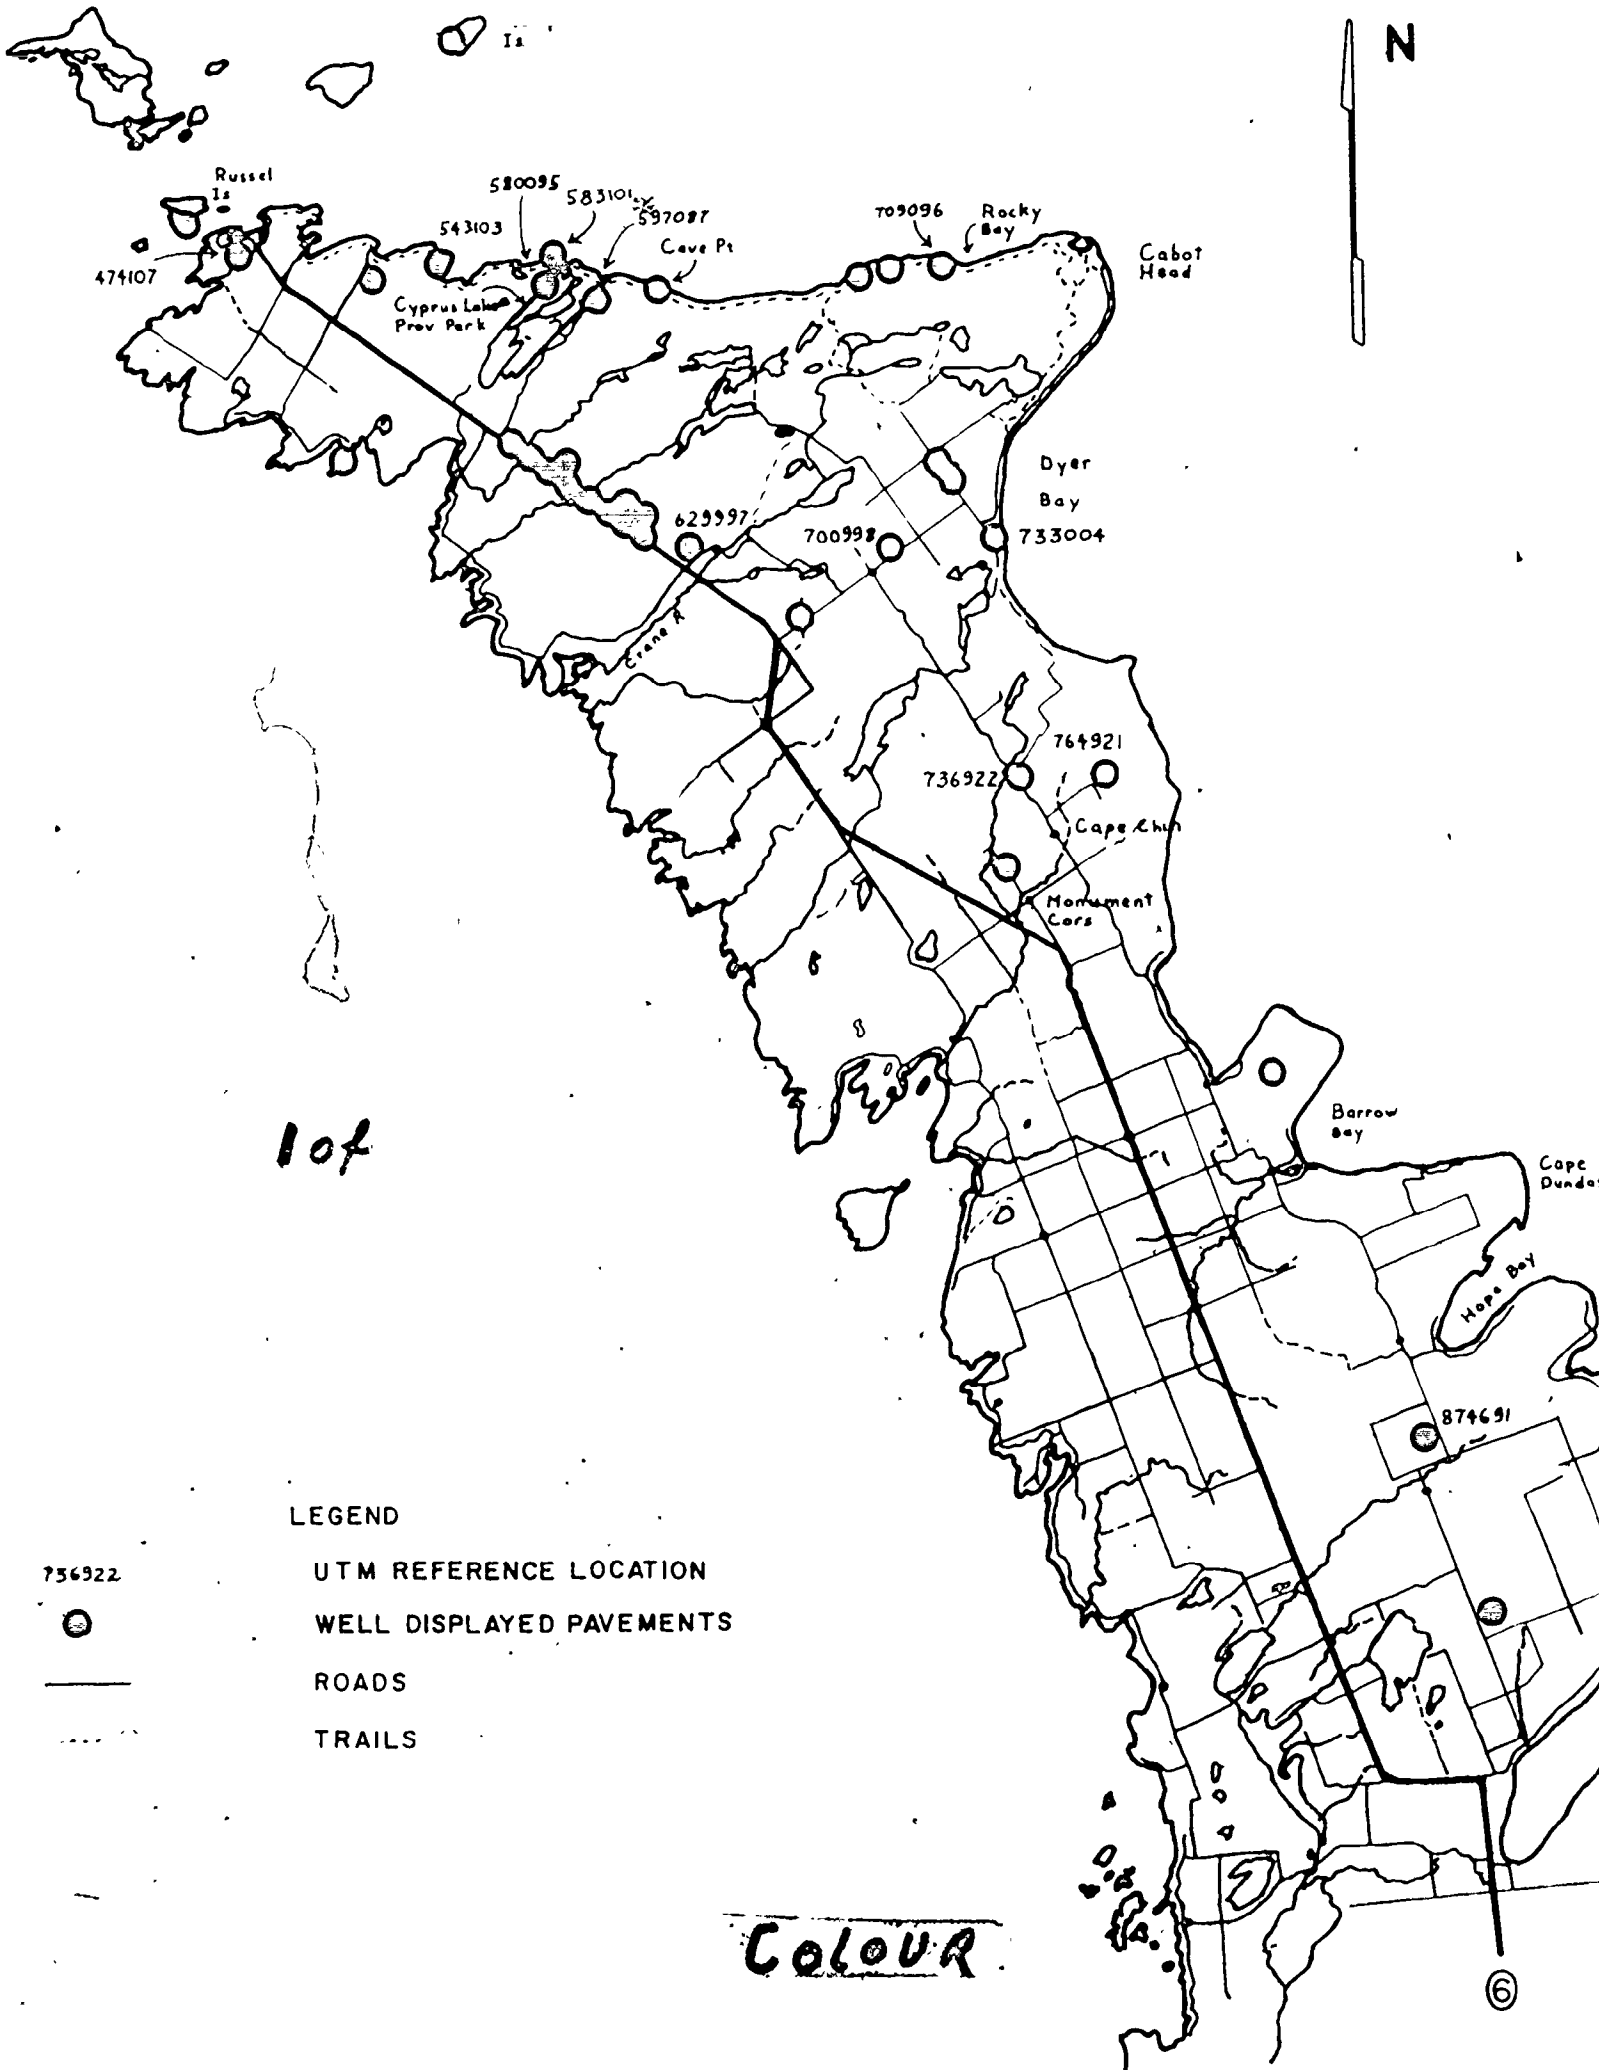 Is
N
Russel
Is
580095
583101
597087
543103
Cave Pt
709096
Rocky
Bay
Cabot
Head
474107
Cyprus Lake
Prov Park
Dyer
Bay
629997
700998
733004
Crane R
764921
736922
Cape Chin
Monument
Cors
1 of
Barrow
Bay
Cape
Dundas
Hope Bay
874691
LEGEND
736922 UTM REFERENCE LOCATION
WELL DISPLAYED PAVEMENTS
ROADS
TRAILS
COLOUR
6